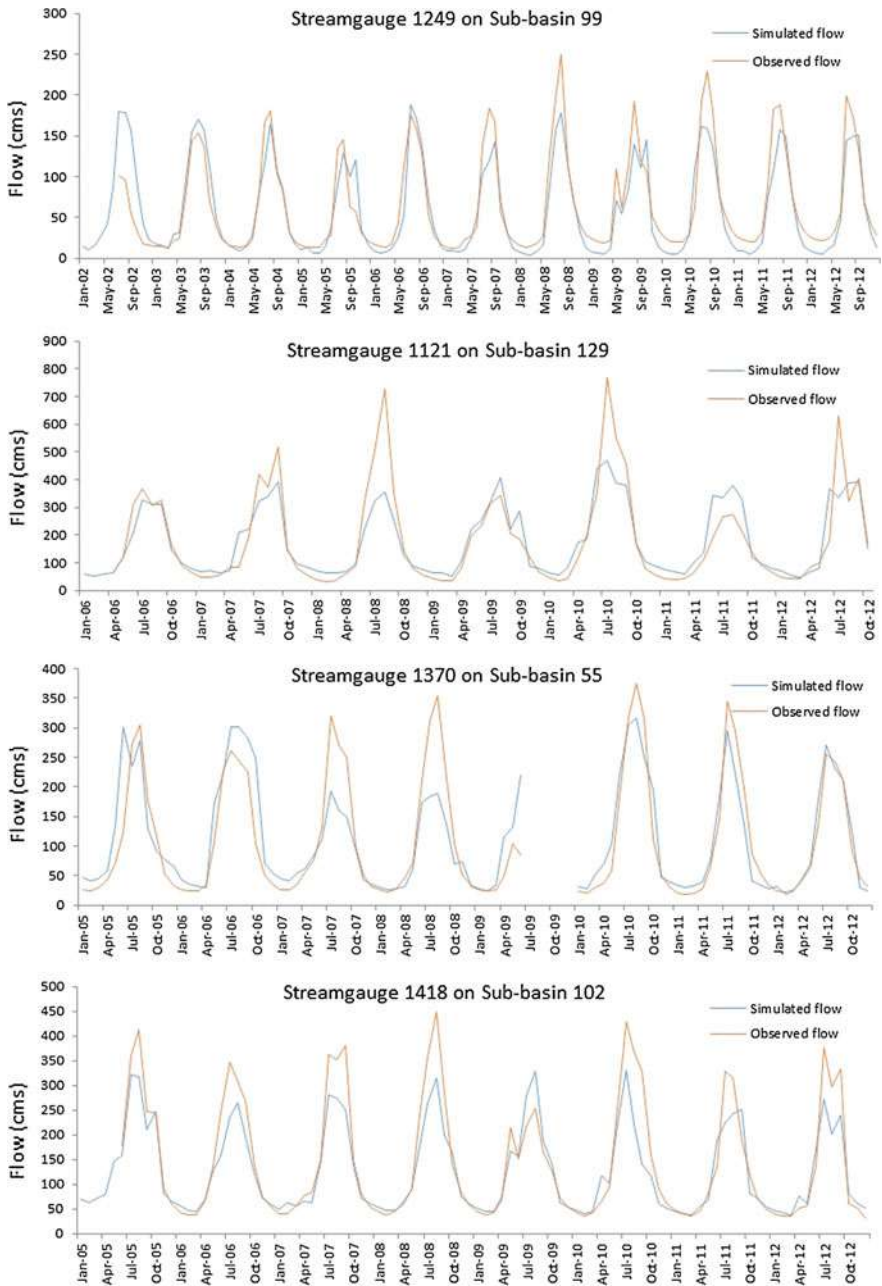 Streamgauge 1249 on Sub-basin 99
Simulated flow
Observed flow
Flow (cms)
300
250
200
150
100
50
0
Jan-02 May-02 Sep-02 Jan-03 May-03 Sep-03 Jan-04 May-04 Sep-04 Jan-05 May-05 Sep-05 Jan-06 May-06 Sep-06 Jan-07 May-07 Sep-07 Jan-08 May-08 Sep-08 Jan-09 May-09 Sep-09 Jan-10 May-10 Sep-10 Jan-11 May-11 Sep-11 Jan-12 May-12 Sep-12
Streamgauge 1121 on Sub-basin 129
Simulated flow
Observed flow
Flow (cms)
900
800
700
600
500
400
300
200
100
0
Jan-06 Apr-06 Jul-06 Oct-06 Jan-07 Apr-07 Jul-07 Oct-07 Jan-08 Apr-08 Jul-08 Oct-08 Jan-09 Apr-09 Jul-09 Oct-09 Jan-10 Apr-10 Jul-10 Oct-10 Jan-11 Apr-11 Jul-11 Oct-11 Jan-12 Apr-12 Jul-12 Oct-12
Streamgauge 1370 on Sub-basin 55
Simulated flow
Observed flow
Flow (cms)
400
350
300
250
200
150
100
50
0
Jan-05 Apr-05 Jul-05 Oct-05 Jan-06 Apr-06 Jul-06 Oct-06 Jan-07 Apr-07 Jul-07 Oct-07 Jan-08 Apr-08 Jul-08 Oct-08 Jan-09 Apr-09 Jul-09 Oct-09 Jan-10 Apr-10 Jul-10 Oct-10 Jan-11 Apr-11 Jul-11 Oct-11 Jan-12 Apr-12 Jul-12 Oct-12
Streamgauge 1418 on Sub-basin 102
Simulated flow
Observed flow
Flow (cms)
500
450
400
350
300
250
200
150
100
50
0
Jan-05 Apr-05 Jul-05 Oct-05 Jan-06 Apr-06 Jul-06 Oct-06 Jan-07 Apr-07 Jul-07 Oct-07 Jan-08 Apr-08 Jul-08 Oct-08 Jan-09 Apr-09 Jul-09 Oct-09 Jan-10 Apr-10 Jul-10 Oct-10 Jan-11 Apr-11 Jul-11 Oct-11 Jan-12 Apr-12 Jul-12 Oct-12